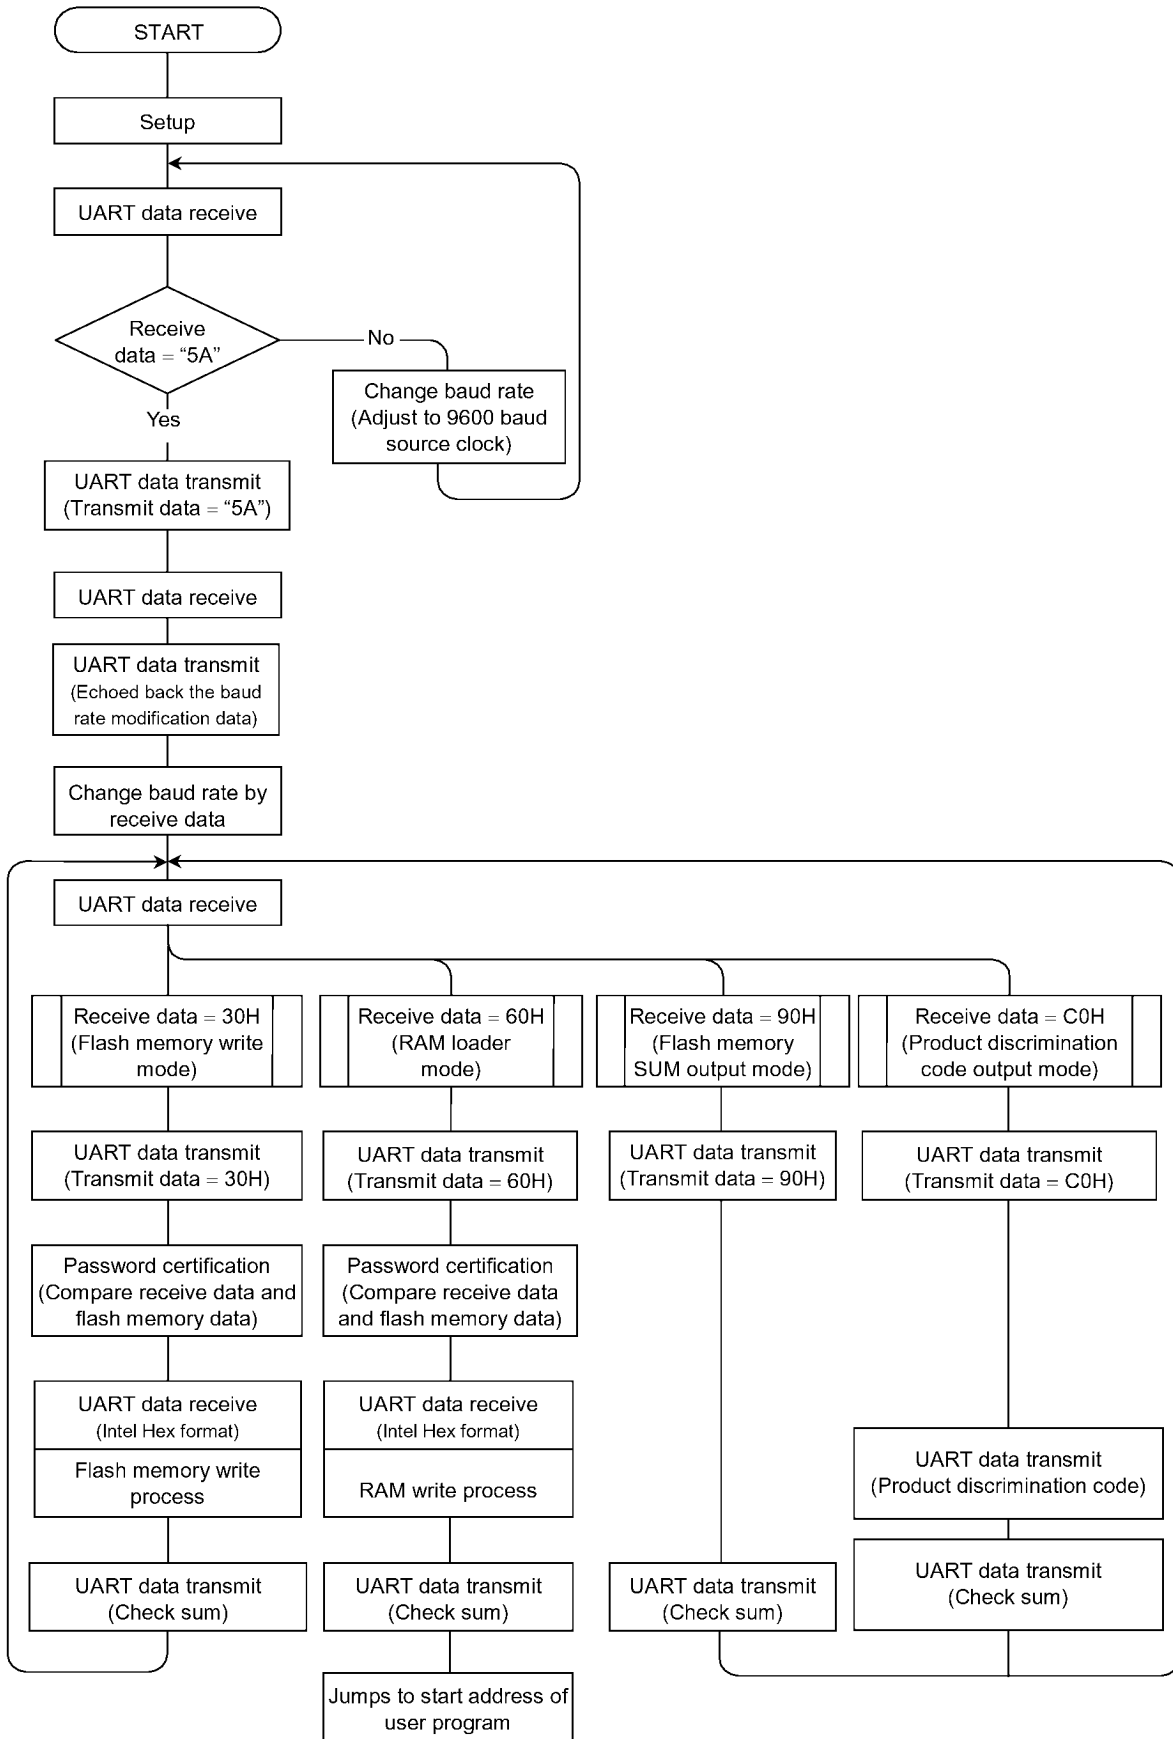 START
Setup
UART data receive
Receive
data = “5A”
No
Change baud rate
(Adjust to 9600 baud
source clock)
Yes
UART data transmit
(Transmit data = “5A”)
UART data receive
UART data transmit
(Echoed back the baud
rate modification data)
Change baud rate by
receive data
UART data receive
Receive data = 30H
(Flash memory write
mode)
Receive data = 60H
(RAM loader
mode)
Receive data = 90H
(Flash memory
SUM output mode)
Receive data = C0H
(Product discrimination
code output mode)
UART data transmit
(Transmit data = 30H)
UART data transmit
(Transmit data = 60H)
UART data transmit
(Transmit data = 90H)
UART data transmit
(Transmit data = C0H)
Password certification
(Compare receive data and
flash memory data)
Password certification
(Compare receive data
and flash memory data)
UART data receive
(Intel Hex format)
Flash memory write
process
UART data receive
(Intel Hex format)
RAM write process
UART data transmit
(Product discrimination code)
UART data transmit
(Check sum)
UART data transmit
(Check sum)
UART data transmit
(Check sum)
UART data transmit
(Check sum)
Jumps to start address of
user program